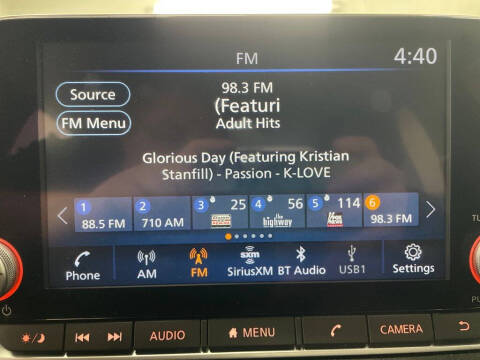 FM
4:40
Source
98.3 FM
(Featuri
FM Menu
Adult Hits
Glorious Day (Featuring Kristian
Stanfill) - Passion - K-LOVE
1 2 3 25 4 56 5 114 6
88.5 FM 710 AM the highway 98.3 FM
Phone AM FM sxm SiriusXM BT Audio USB1 Settings
AUDIO MENU CAMERA